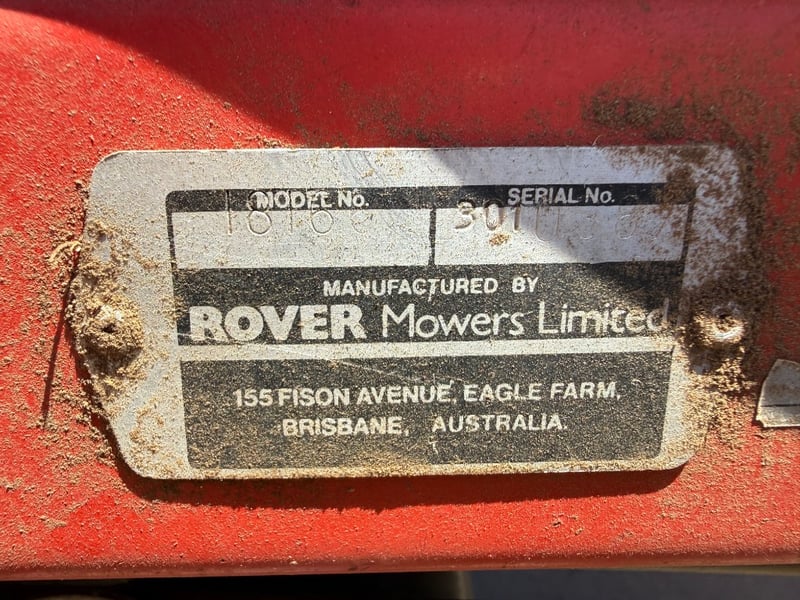 MODEL No. SERIAL No.
MANUFACTURED BY
ROVER Mowers Limited
155 FISON AVENUE, EAGLE FARM,
BRISBANE, AUSTRALIA.